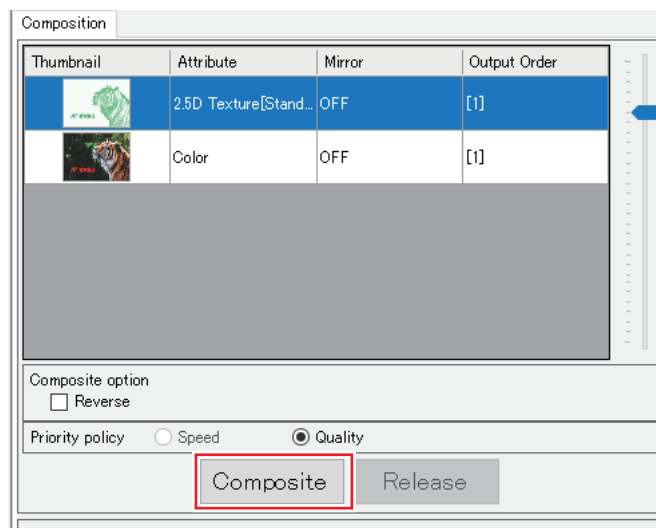 Composition
Thumbnail Attribute Mirror Output Order
2.5D Texture[Stand... OFF [1]
Color OFF [1]
Composite option
Reverse
Priority policy Speed Quality
Composite Release